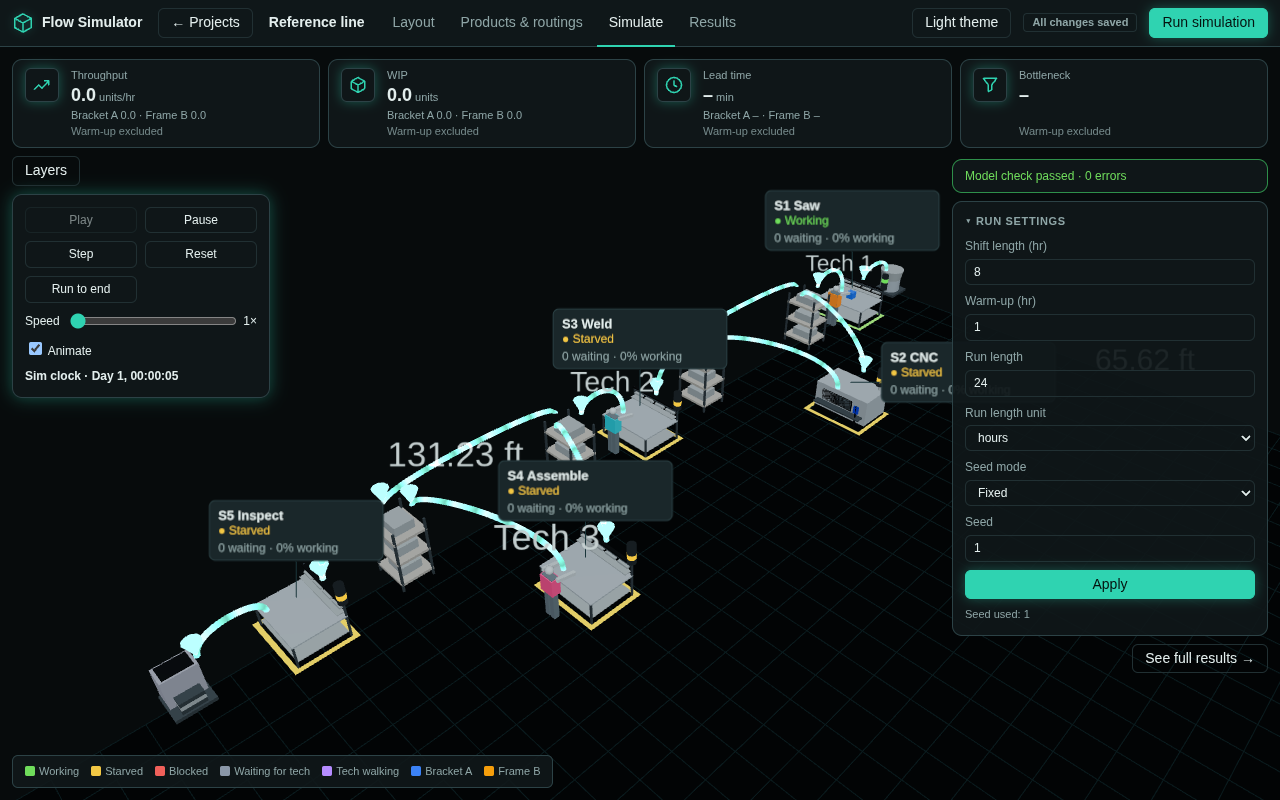 Flow Simulator
← Projects
Reference line
Layout
Products & routings
Simulate
Results
Light theme
All changes saved
Run simulation
Throughput
0.0 units/hr
Bracket A 0.0 · Frame B 0.0
Warm-up excluded
WIP
0.0 units
Bracket A 0.0 · Frame B 0.0
Warm-up excluded
Lead time
– min
Bracket A – · Frame B –
Warm-up excluded
Bottleneck
–
Warm-up excluded
Layers
Play
Pause
Step
Reset
Run to end
Speed
1×
Animate
Sim clock · Day 1, 00:00:05
S1 Saw
Working
0 waiting · 0% working
Tech 1
S3 Weld
Starved
0 waiting · 0% working
Tech 2
S2 CNC
Starved
0 waiting · 0%
65.62 ft
131.23 ft
S4 Assemble
Starved
0 waiting · 0% working
Tech 3
S5 Inspect
Starved
0 waiting · 0% working
Model check passed · 0 errors
RUN SETTINGS
Shift length (hr)
8
Warm-up (hr)
1
Run length
24
Run length unit
hours
Seed mode
Fixed
Seed
1
Apply
Seed used: 1
See full results →
Working
Starved
Blocked
Waiting for tech
Tech walking
Bracket A
Frame B